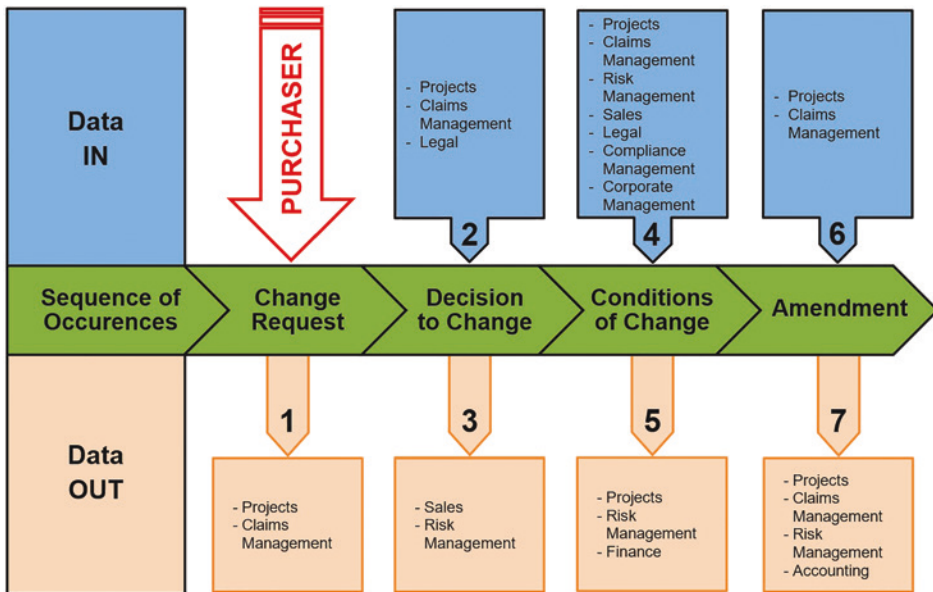 Data
IN
PURCHASER
- Projects
- Claims
Management
- Legal
2
- Projects
- Claims
Management
- Risk
Management
- Sales
- Legal
- Compliance
Management
- Corporate
Management
4
- Projects
- Claims
Management
6
Sequence of
Occurences
Change
Request
Decision
to Change
Conditions
of Change
Amendment
Data
OUT
1
- Projects
- Claims
Management
3
- Sales
- Risk
Management
5
- Projects
- Risk
Management
- Finance
7
- Projects
- Claims
Management
- Risk
Management
- Accounting